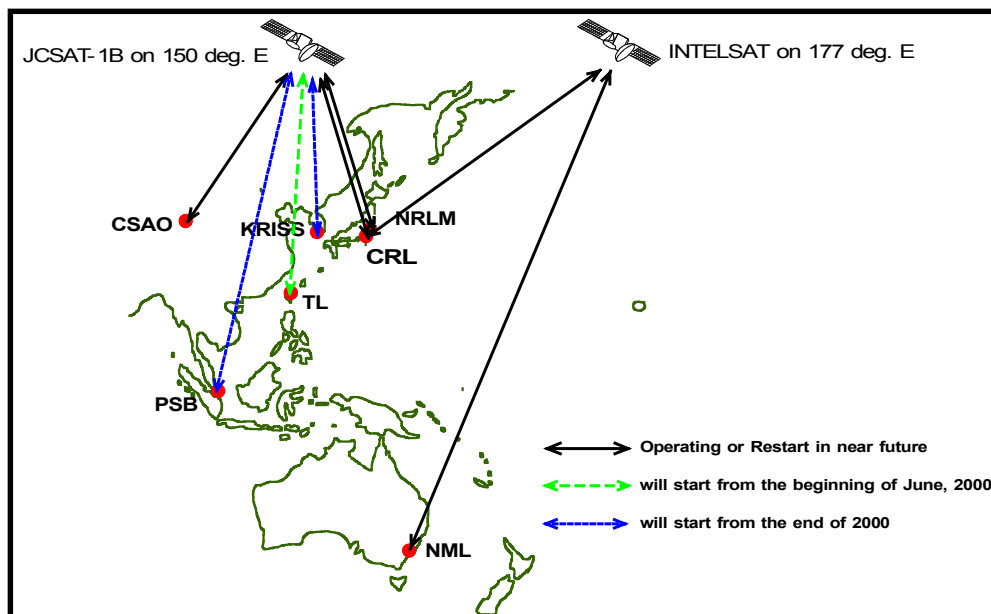 JCSAT-1B on 150 deg. E
INTELSAT on 177 deg. E
CSAO
KRISS
NRLM
CRL
TL
PSB
NML
Operating or Restart in near future
will start from the beginning of June, 2000
will start from the end of 2000